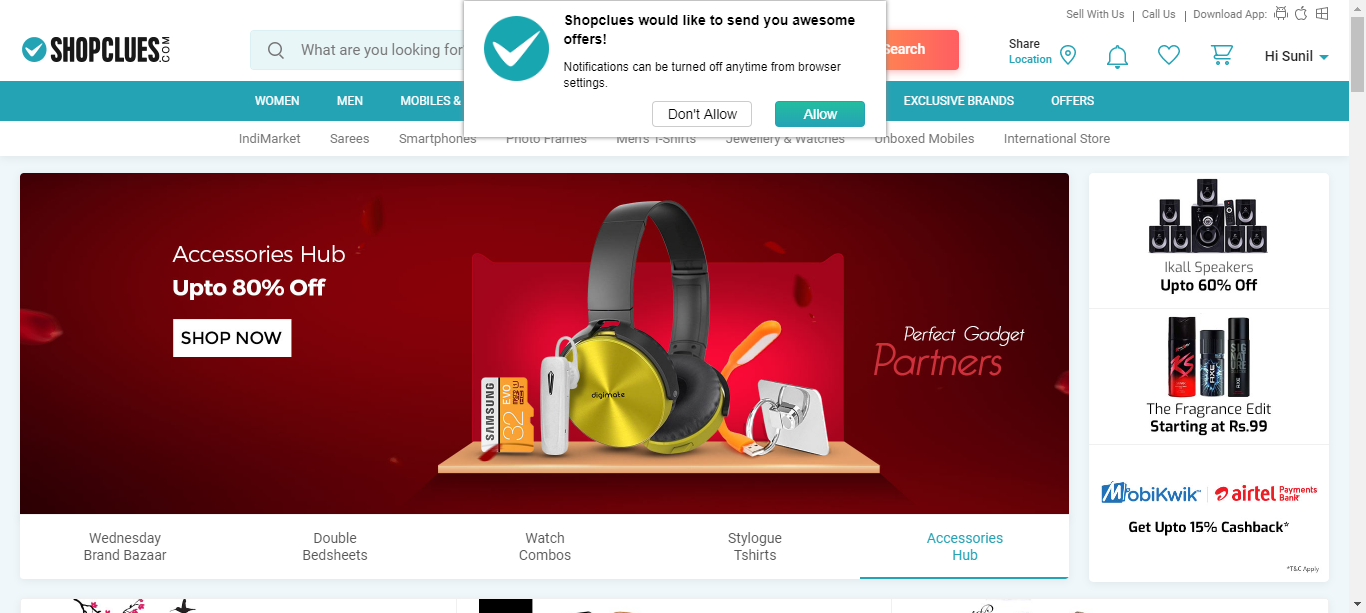 Sell With Us | Call Us | Download App:
SHOPCLUES.COM
What are you looking for
Search
Share
Location
Hi Sunil
Shopclues would like to send you awesome
offers!
Notifications can be turned off anytime from browser
settings.
Don't Allow
Allow
WOMEN MEN MOBILES & EXCLUSIVE BRANDS OFFERS
IndiMarket Sarees Smartphones Photo Frames Men's T-Shirts Jewellery & Watches Unboxed Mobiles International Store
Accessories Hub
Upto 80% Off
SHOP NOW
SAMSUNG
32
EVO
digimate
Perfect Gadget
Partners
Ikall Speakers
Upto 60% Off
KS
AXE
SIGNATURE
AXE
The Fragrance Edit
Starting at Rs.99
MobiKwik
airtel Payments
Bank
Get Upto 15% Cashback*
*T&C Apply
Wednesday
Brand Bazaar
Double
Bedsheets
Watch
Combos
Stylogue
Tshirts
Accessories
Hub